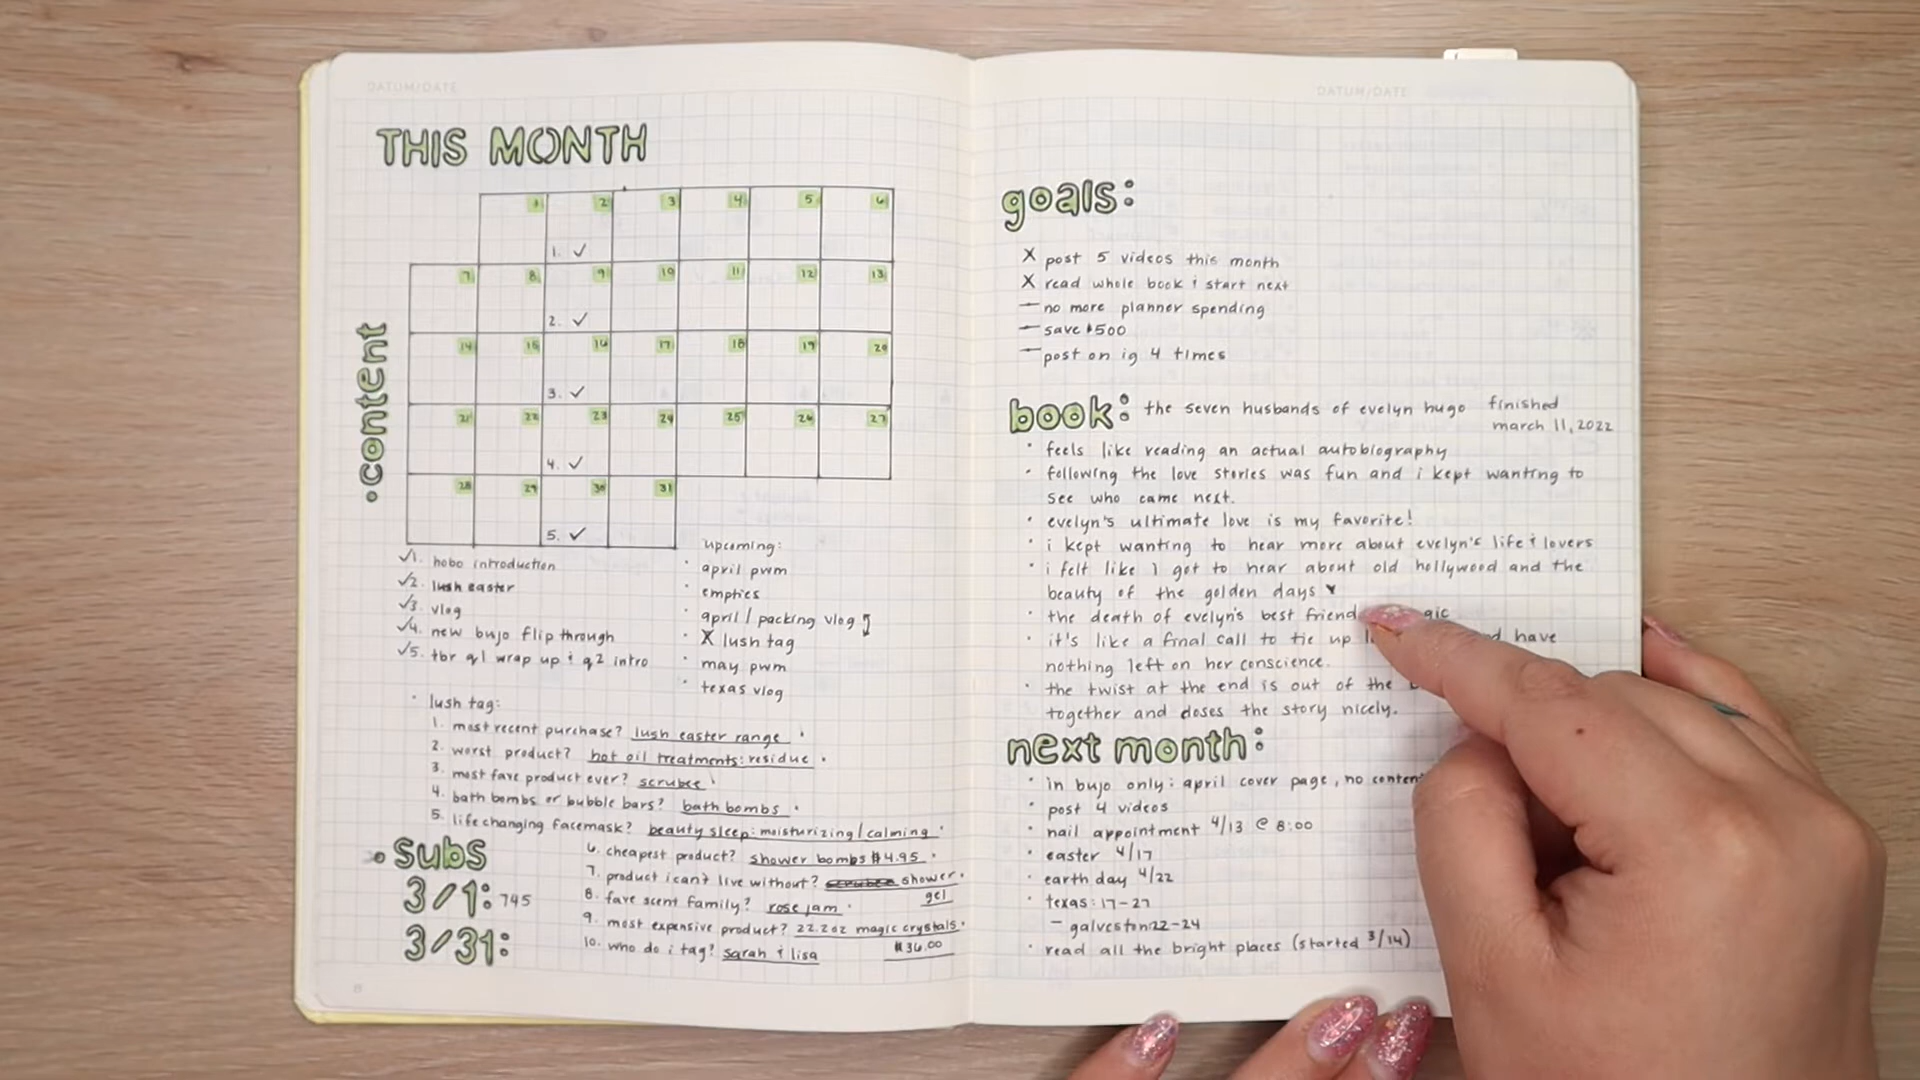 DATUM/DATE
THIS MONTH
1 2 3 4 5 6
1. ✓
7 8 9 10 11 12 13
2. ✓
14 15 16 17 18 19 20
3. ✓
21 22 23 24 25 26 27
4. ✓
28 29 30 31
5. ✓
• content
✓1. hobo introduction
✓2. lush easter
✓3. vlog
✓4. new bujo flip through
✓5. tbr q1 wrap up & q2 intro
upcoming:
• april pwm
• empties
april / packing vlog
• X lush tag
• may pwm
• texas vlog
• lush tag:
1. most recent purchase? lush easter range •
2. worst product? hot oil treatments: residue •
3. most fave product ever? scrubee •
4. bath bombs or bubble bars? bath bombs •
5. life changing facemask? beauty sleep: moisturizing/calming •
6. cheapest product? shower bombs $4.95 •
7. product i can't live without? shower •
gel
8. fave scent family? rose jam •
9. most expensive product? 22.2oz magic crystals •
$36.00
10. who do i tag? sarah & lisa
• subs
3/1: 745
3/31:
8
DATUM/DATE
goals:
X post 5 videos this month
X read whole book i start next
— no more planner spending
— save $500
— post on ig 4 times
book: the seven husbands of evelyn hugo finished
march 11, 2022
• feels like reading an actual autobiography
• following the love stories was fun and i kept wanting to
see who came next.
• evelyn's ultimate love is my favorite!
• i kept wanting to hear more about evelyn's life & lovers
• i felt like I got to hear about old hollywood and the
beauty of the golden days ♥
• the death of evelyn's best friend
• it's like a final call to tie up have
nothing left on her conscience.
• the twist at the end is out of the
together and closes the story nicely.
next month:
• in bujo only: april cover page, no
• post 4 videos
• nail appointment 4/13 @ 8:00
• easter 4/17
• earth day 4/22
• texas: 17-27
— galveston 22-24
• read all the bright places (started 3/14)